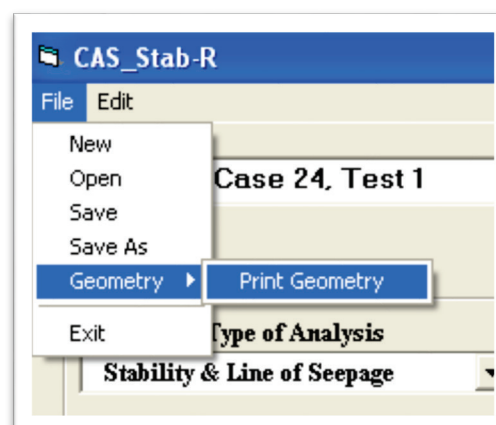 CAS_Stab-R
File Edit
New
Open
Case 24, Test 1
Save
Save As
Geometry
Print Geometry
Exit
Type of Analysis
Stability & Line of Seepage